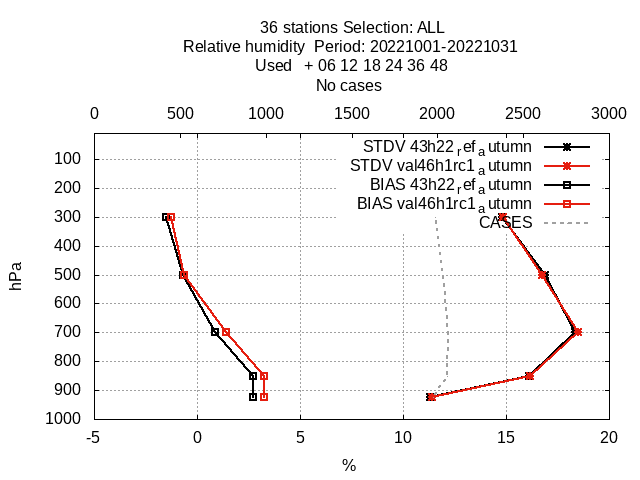 36 stations Selection: ALL
Relative humidity  Period: 20221001-20221031
Used   + 06 12 18 24 36 48
No cases
0 500 1000 1500 2000 2500 3000
STDV 43h22_ref_autumn
STDV val46h1rc1_autumn
BIAS 43h22_ref_autumn
BIAS val46h1rc1_autumn
CASES
100
200
300
400
500
600
700
800
900
1000
hPa
-5 0 5 10 15 20
%